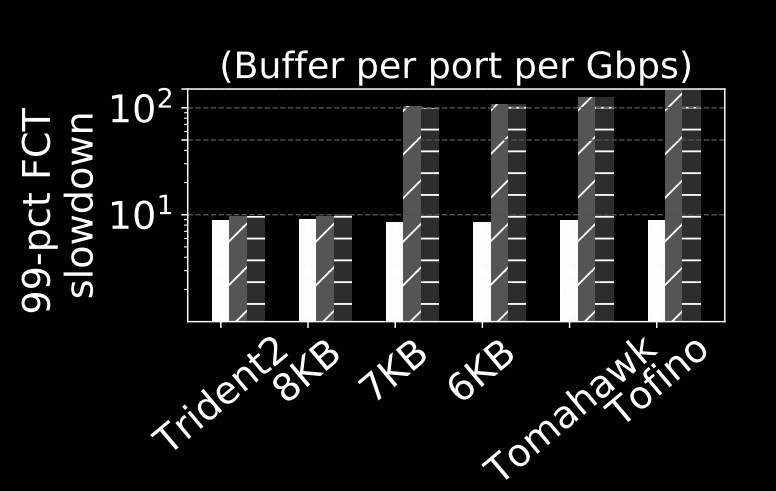 (Buffer per port per Gbps)
10²
10¹
99-pct FCT
slowdown
Trident2
8KB
7KB
6KB
Tomahawk
Tofino